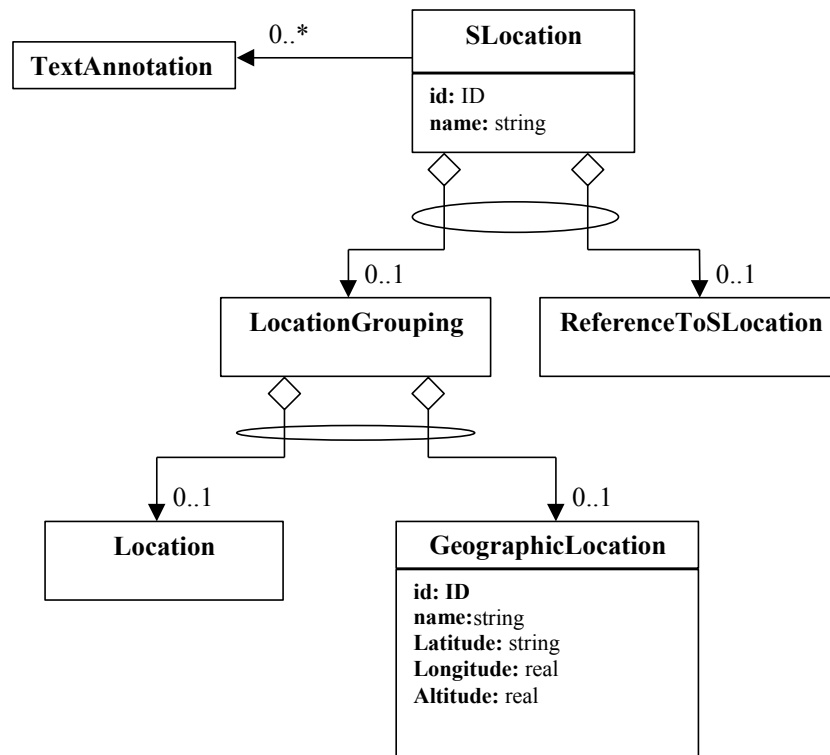 0..*
SLocation
TextAnnotation
id: ID
name: string
0..1
0..1
LocationGrouping
ReferenceToSLocation
0..1
0..1
Location
GeographicLocation
id: ID
name:string
Latitude: string
Longitude: real
Altitude: real